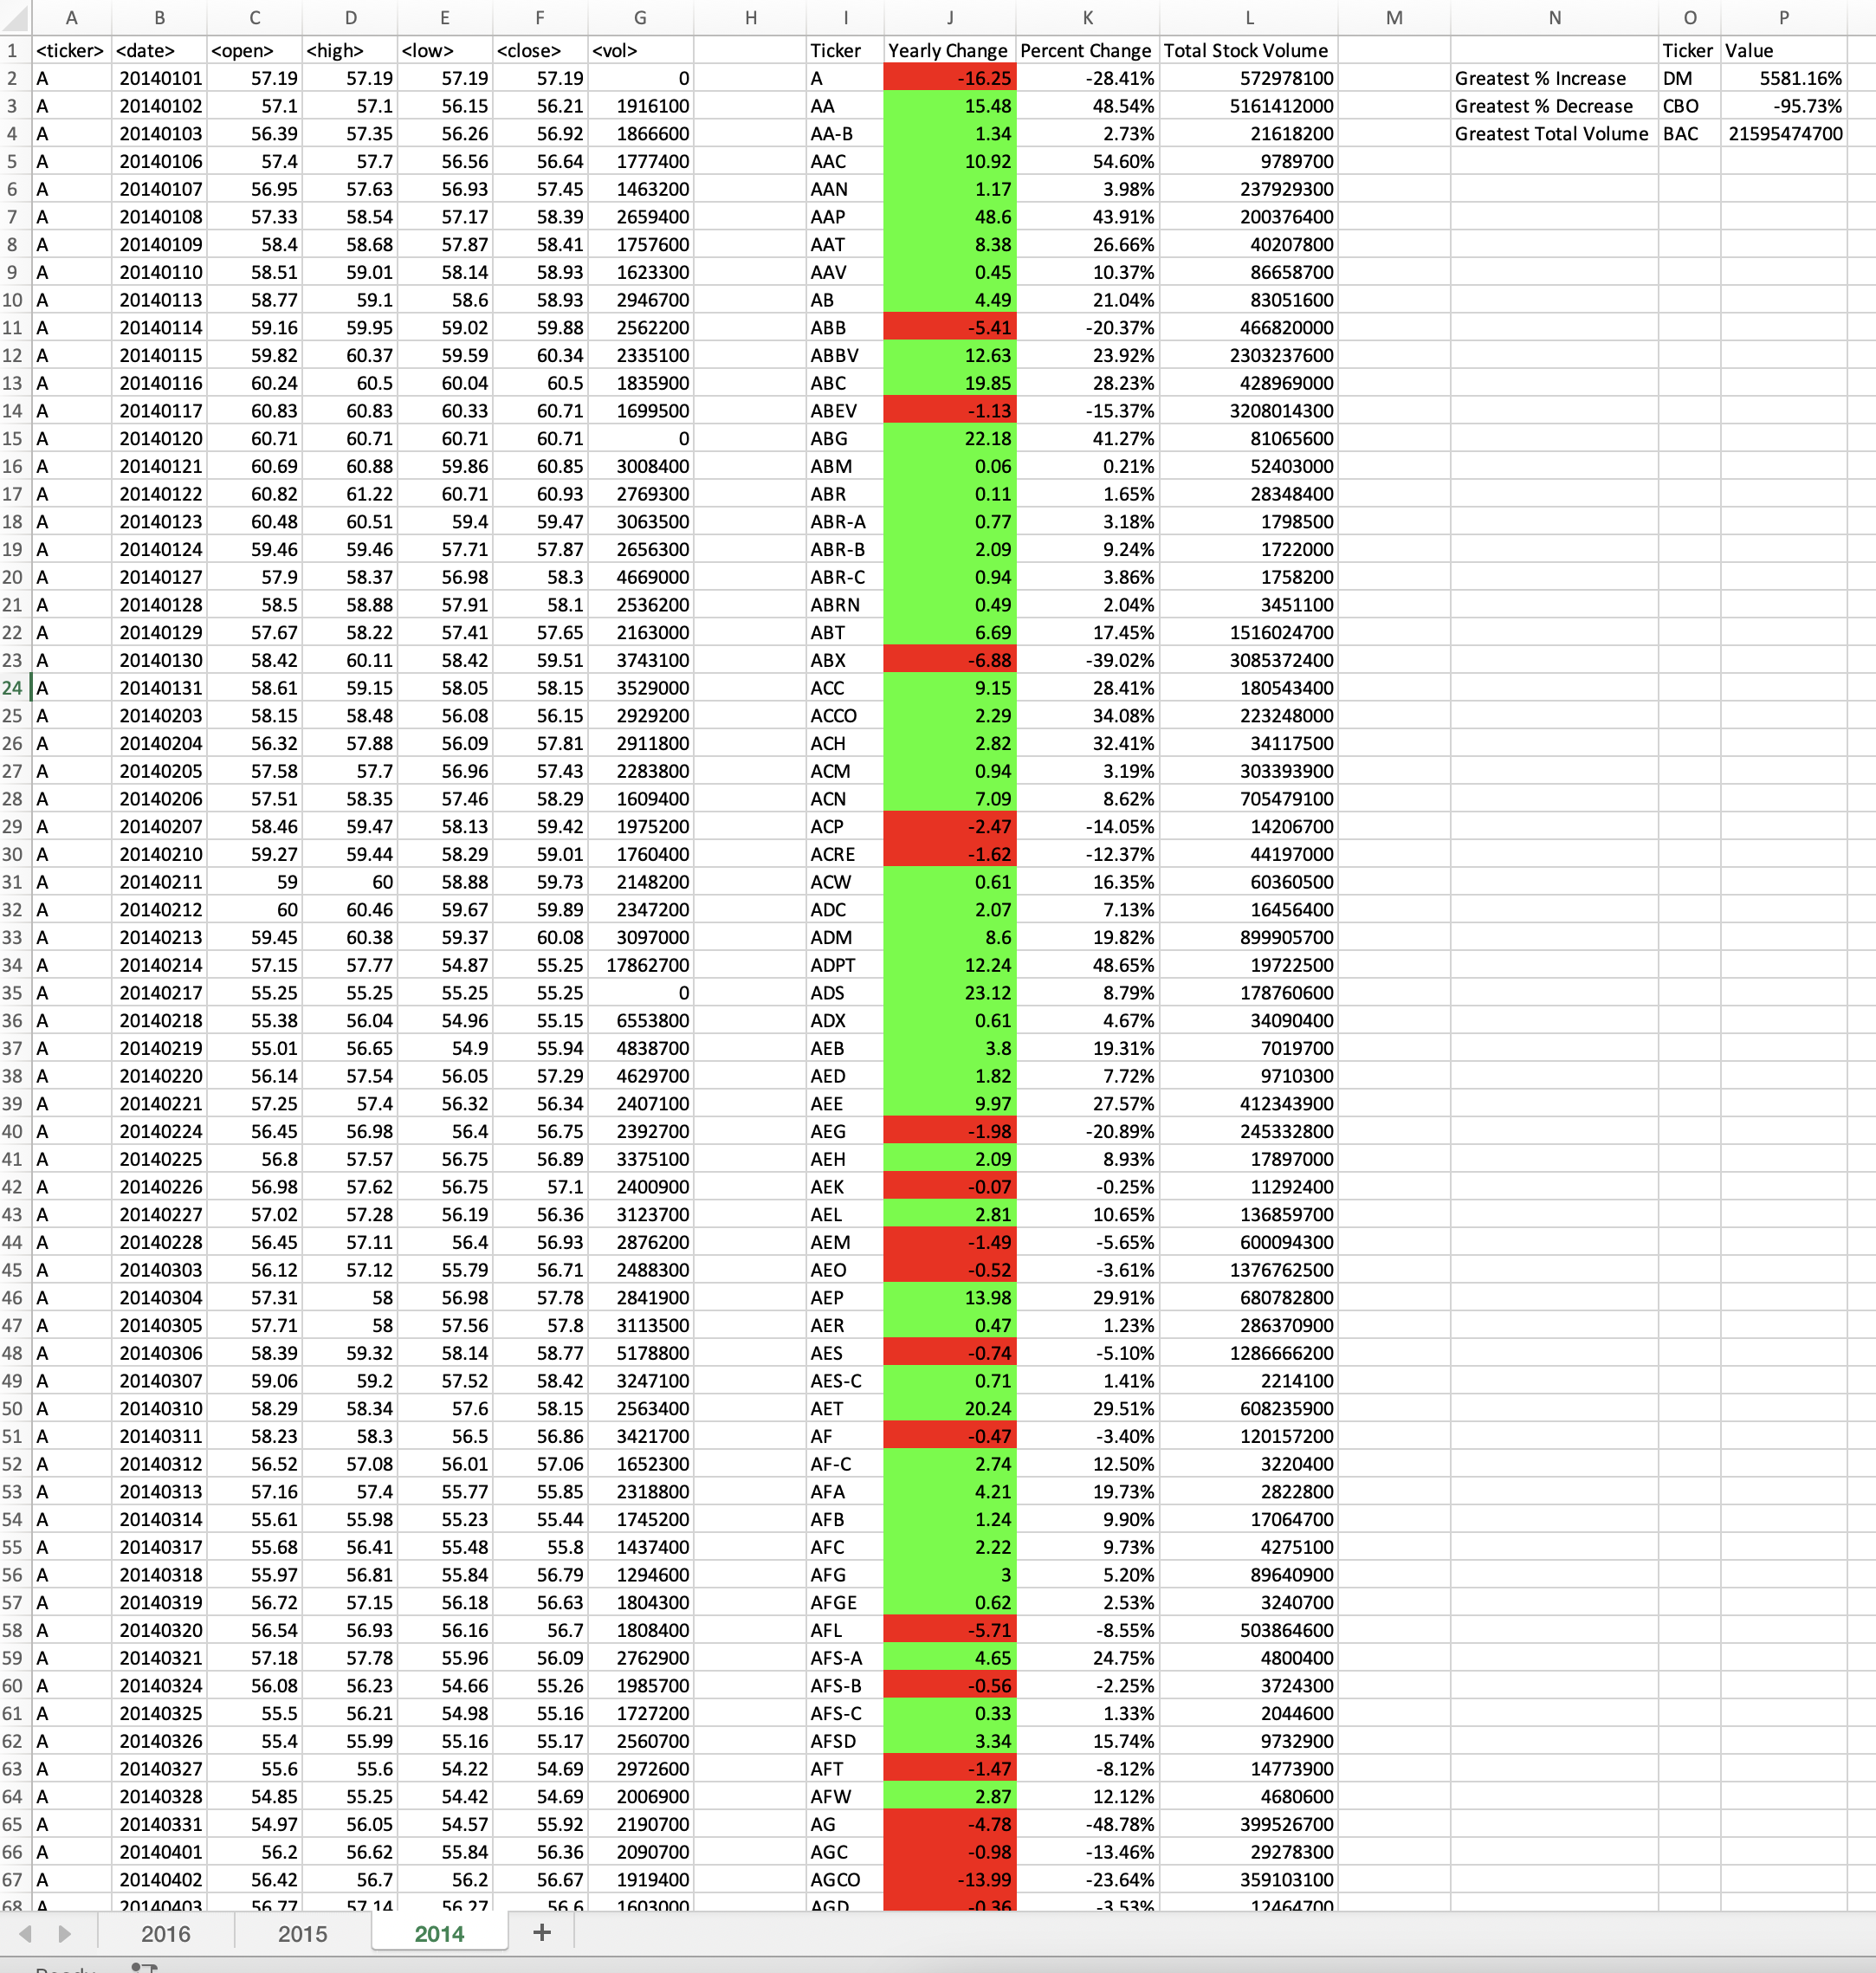 A B C D E F G H I J K L M N O P
1 <ticker> <date> <open> <high> <low> <close> <vol> Ticker Yearly Change Percent Change Total Stock Volume Ticker Value
2 A 20140101 57.19 57.19 57.19 57.19 0 A -16.25 -28.41% 572978100 Greatest % Increase DM 5581.16%
3 A 20140102 57.1 57.1 56.15 56.21 1916100 AA 15.48 48.54% 5161412000 Greatest % Decrease CBO -95.73%
4 A 20140103 56.39 57.35 56.26 56.92 1866600 AA-B 1.34 2.73% 21618200 Greatest Total Volume BAC 21595474700
5 A 20140106 57.4 57.7 56.56 56.64 1777400 AAC 10.92 54.60% 9789700
6 A 20140107 56.95 57.63 56.93 57.45 1463200 AAN 1.17 3.98% 237929300
7 A 20140108 57.33 58.54 57.17 58.39 2659400 AAP 48.6 43.91% 200376400
8 A 20140109 58.4 58.68 57.87 58.41 1757600 AAT 8.38 26.66% 40207800
9 A 20140110 58.51 59.01 58.14 58.93 1623300 AAV 0.45 10.37% 86658700
10 A 20140113 58.77 59.1 58.6 58.93 2946700 AB 4.49 21.04% 83051600
11 A 20140114 59.16 59.95 59.02 59.88 2562200 ABB -5.41 -20.37% 466820000
12 A 20140115 59.82 60.37 59.59 60.34 2335100 ABBV 12.63 23.92% 2303237600
13 A 20140116 60.24 60.5 60.04 60.5 1835900 ABC 19.85 28.23% 428969000
14 A 20140117 60.83 60.83 60.33 60.71 1699500 ABEV -1.13 -15.37% 3208014300
15 A 20140120 60.71 60.71 60.71 60.71 0 ABG 22.18 41.27% 81065600
16 A 20140121 60.69 60.88 59.86 60.85 3008400 ABM 0.06 0.21% 52403000
17 A 20140122 60.82 61.22 60.71 60.93 2769300 ABR 0.11 1.65% 28348400
18 A 20140123 60.48 60.51 59.4 59.47 3063500 ABR-A 0.77 3.18% 1798500
19 A 20140124 59.46 59.46 57.71 57.87 2656300 ABR-B 2.09 9.24% 1722000
20 A 20140127 57.9 58.37 56.98 58.3 4669000 ABR-C 0.94 3.86% 1758200
21 A 20140128 58.5 58.88 57.91 58.1 2536200 ABRN 0.49 2.04% 3451100
22 A 20140129 57.67 58.22 57.41 57.65 2163000 ABT 6.69 17.45% 1516024700
23 A 20140130 58.42 60.11 58.42 59.51 3743100 ABX -6.88 -39.02% 3085372400
24 A 20140131 58.61 59.15 58.05 58.15 3529000 ACC 9.15 28.41% 180543400
25 A 20140203 58.15 58.48 56.08 56.15 2929200 ACCO 2.29 34.08% 223248000
26 A 20140204 56.32 57.88 56.09 57.81 2911800 ACH 2.82 32.41% 34117500
27 A 20140205 57.58 57.7 56.96 57.43 2283800 ACM 0.94 3.19% 303393900
28 A 20140206 57.51 58.35 57.46 58.29 1609400 ACN 7.09 8.62% 705479100
29 A 20140207 58.46 59.47 58.13 59.42 1975200 ACP -2.47 -14.05% 14206700
30 A 20140210 59.27 59.44 58.29 59.01 1760400 ACRE -1.62 -12.37% 44197000
31 A 20140211 59 60 58.88 59.73 2148200 ACW 0.61 16.35% 60360500
32 A 20140212 60 60.46 59.67 59.89 2347200 ADC 2.07 7.13% 16456400
33 A 20140213 59.45 60.38 59.37 60.08 3097000 ADM 8.6 19.82% 899905700
34 A 20140214 57.15 57.77 54.87 55.25 17862700 ADPT 12.24 48.65% 19722500
35 A 20140217 55.25 55.25 55.25 55.25 0 ADS 23.12 8.79% 178760600
36 A 20140218 55.38 56.04 54.96 55.15 6553800 ADX 0.61 4.67% 34090400
37 A 20140219 55.01 56.65 54.9 55.94 4838700 AEB 3.8 19.31% 7019700
38 A 20140220 56.14 57.54 56.05 57.29 4629700 AED 1.82 7.72% 9710300
39 A 20140221 57.25 57.4 56.32 56.34 2407100 AEE 9.97 27.57% 412343900
40 A 20140224 56.45 56.98 56.4 56.75 2392700 AEG -1.98 -20.89% 245332800
41 A 20140225 56.8 57.57 56.75 56.89 3375100 AEH 2.09 8.93% 17897000
42 A 20140226 56.98 57.62 56.75 57.1 2400900 AEK -0.07 -0.25% 11292400
43 A 20140227 57.02 57.28 56.19 56.36 3123700 AEL 2.81 10.65% 136859700
44 A 20140228 56.45 57.11 56.4 56.93 2876200 AEM -1.49 -5.65% 600094300
45 A 20140303 56.12 57.12 55.79 56.71 2488300 AEO -0.52 -3.61% 1376762500
46 A 20140304 57.31 58 56.98 57.78 2841900 AEP 13.98 29.91% 680782800
47 A 20140305 57.71 58 57.56 57.8 3113500 AER 0.47 1.23% 286370900
48 A 20140306 58.39 59.32 58.14 58.77 5178800 AES -0.74 -5.10% 1286666200
49 A 20140307 59.06 59.2 57.52 58.42 3247100 AES-C 0.71 1.41% 2214100
50 A 20140310 58.29 58.34 57.6 58.15 2563400 AET 20.24 29.51% 608235900
51 A 20140311 58.23 58.3 56.5 56.86 3421700 AF -0.47 -3.40% 120157200
52 A 20140312 56.52 57.08 56.01 57.06 1652300 AF-C 2.74 12.50% 3220400
53 A 20140313 57.16 57.4 55.77 55.85 2318800 AFA 4.21 19.73% 2822800
54 A 20140314 55.61 55.98 55.23 55.44 1745200 AFB 1.24 9.90% 17064700
55 A 20140317 55.68 56.41 55.48 55.8 1437400 AFC 2.22 9.73% 4275100
56 A 20140318 55.97 56.81 55.84 56.79 1294600 AFG 3 5.20% 89640900
57 A 20140319 56.72 57.15 56.18 56.63 1804300 AFGE 0.62 2.53% 3240700
58 A 20140320 56.54 56.93 56.16 56.7 1808400 AFL -5.71 -8.55% 503864600
59 A 20140321 57.18 57.78 55.96 56.09 2762900 AFS-A 4.65 24.75% 4800400
60 A 20140324 56.08 56.23 54.66 55.26 1985700 AFS-B -0.56 -2.25% 3724300
61 A 20140325 55.5 56.21 54.98 55.16 1727200 AFS-C 0.33 1.33% 2044600
62 A 20140326 55.4 55.99 55.16 55.17 2560700 AFSD 3.34 15.74% 9732900
63 A 20140327 55.6 55.6 54.22 54.69 2972600 AFT -1.47 -8.12% 14773900
64 A 20140328 54.85 55.25 54.42 54.69 2006900 AFW 2.87 12.12% 4680600
65 A 20140331 54.97 56.05 54.57 55.92 2190700 AG -4.78 -48.78% 399526700
66 A 20140401 56.2 56.62 55.84 56.36 2090700 AGC -0.98 -13.46% 29278300
67 A 20140402 56.42 56.7 56.2 56.67 1919400 AGCO -13.99 -23.64% 359103100
68 A 20140403 56.77 57.14 56.27 56.6 1603000 AGD -0.36 -3.53% 12464700
2016 2015 2014 +